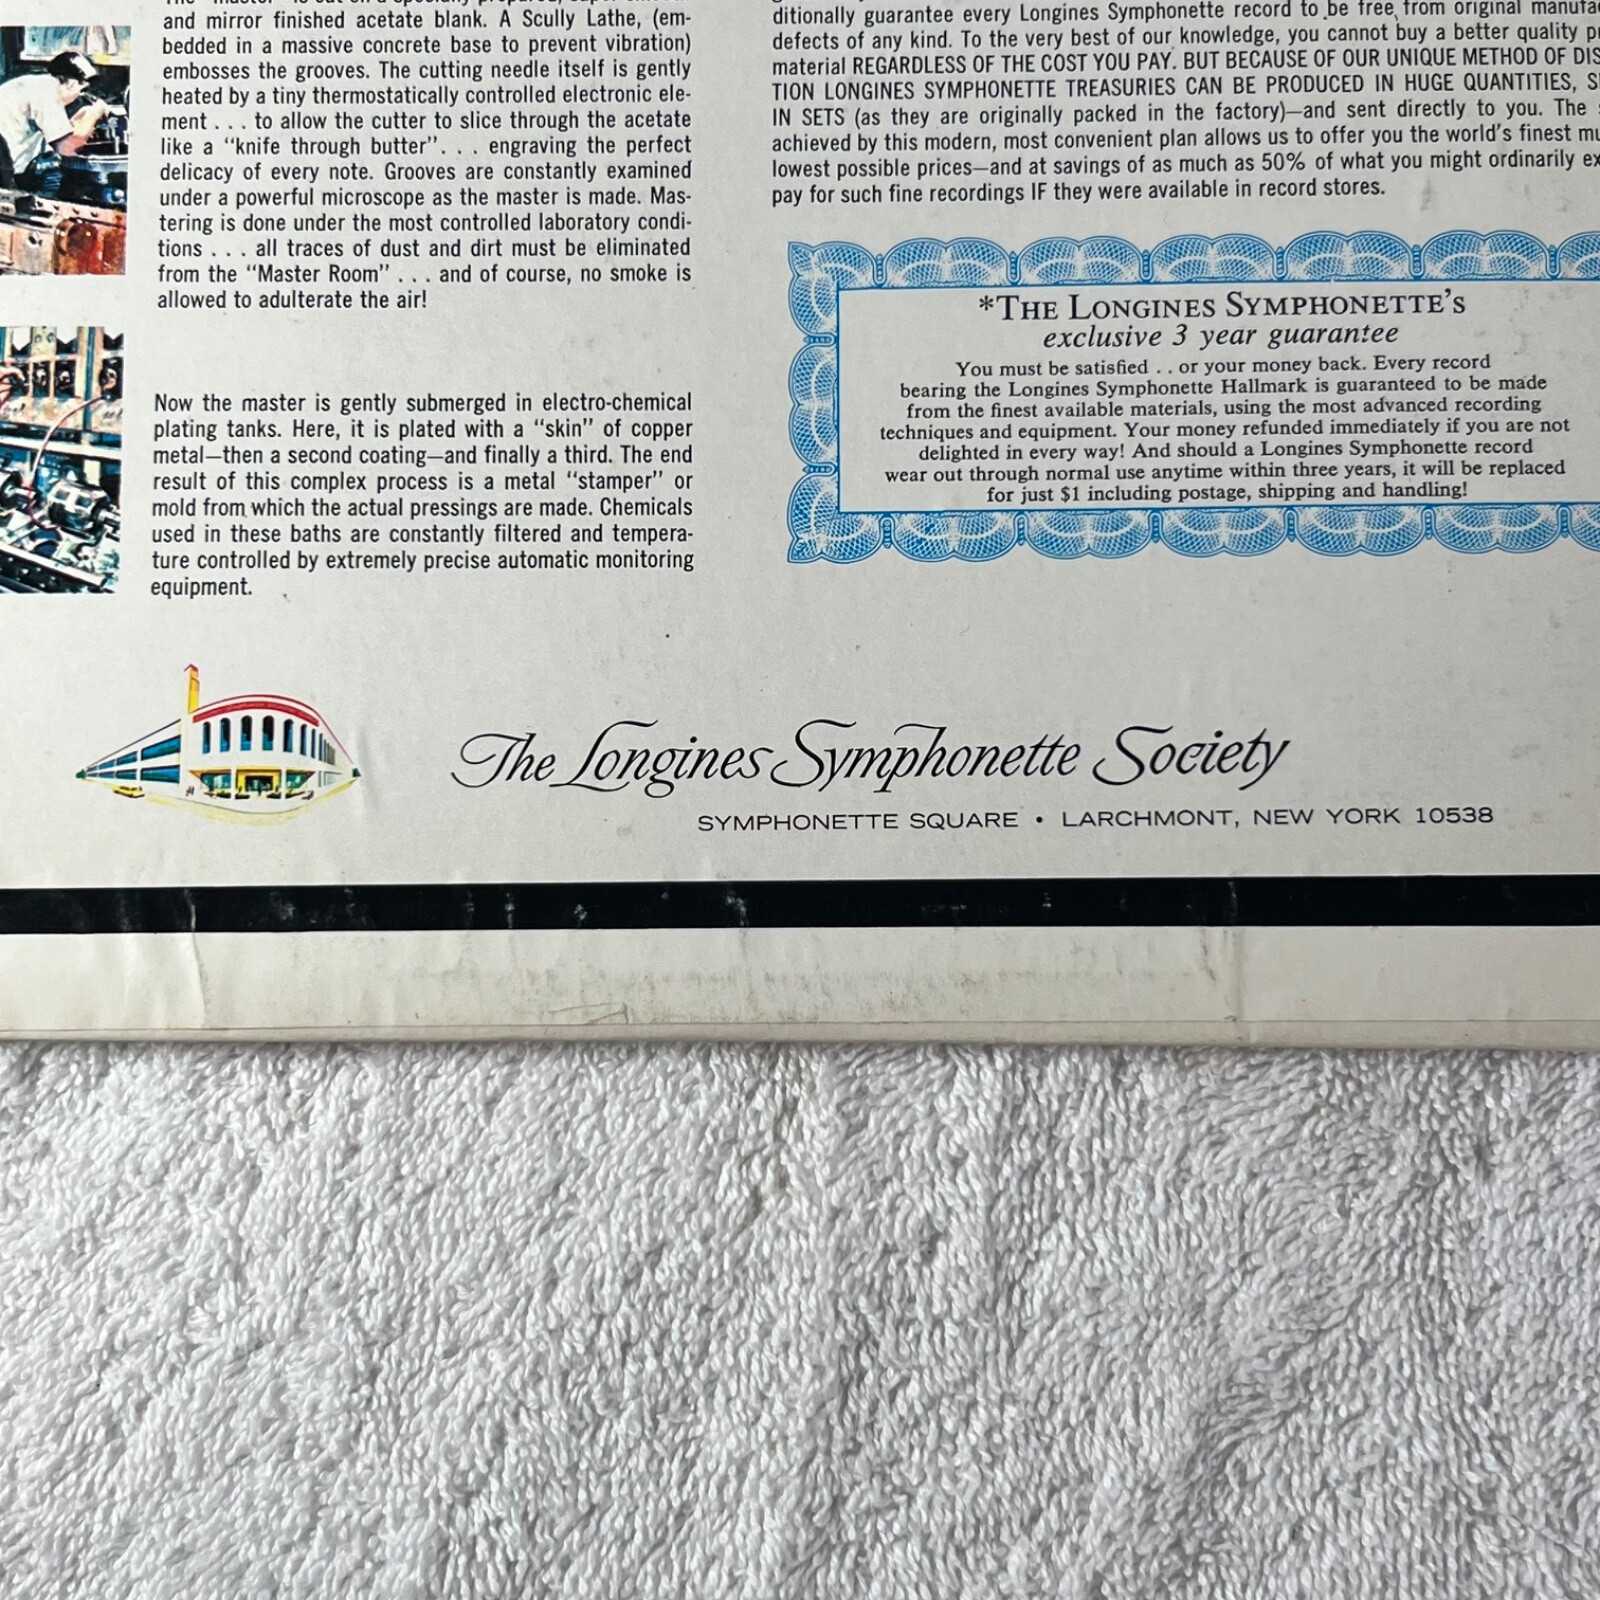 and mirror finished acetate blank. A Scully Lathe, (em-
bedded in a massive concrete base to prevent vibration)
embosses the grooves. The cutting needle itself is gently
heated by a tiny thermostatically controlled electronic ele-
ment . . . to allow the cutter to slice through the acetate
like a “knife through butter”. . . engraving the perfect
delicacy of every note. Grooves are constantly examined
under a powerful microscope as the master is made. Mas-
tering is done under the most controlled laboratory condi-
tions . . . all traces of dust and dirt must be eliminated
from the “Master Room” . . . and of course, no smoke is
allowed to adulterate the air!
Now the master is gently submerged in electro-chemical
plating tanks. Here, it is plated with a “skin” of copper
metal—then a second coating—and finally a third. The end
result of this complex process is a metal “stamper” or
mold from which the actual pressings are made. Chemicals
used in these baths are constantly filtered and tempera-
ture controlled by extremely precise automatic monitoring
equipment.
ditionally guarantee every Longines Symphonette record to be free from original manufa
defects of any kind. To the very best of our knowledge, you cannot buy a better quality p
material REGARDLESS OF THE COST YOU PAY. BUT BECAUSE OF OUR UNIQUE METHOD OF DIS
TION LONGINES SYMPHONETTE TREASURIES CAN BE PRODUCED IN HUGE QUANTITIES, S
IN SETS (as they are originally packed in the factory)—and sent directly to you. The
achieved by this modern, most convenient plan allows us to offer you the world’s finest mu
lowest possible prices—and at savings of as much as 50% of what you might ordinarily ex
pay for such fine recordings IF they were available in record stores.
*THE LONGINES SYMPHONETTE’S
exclusive 3 year guarantee
You must be satisfied . . or your money back. Every record
bearing the Longines Symphonette Hallmark is guaranteed to be made
from the finest available materials, using the most advanced recording
techniques and equipment. Your money refunded immediately if you are not
delighted in every way! And should a Longines Symphonette record
wear out through normal use anytime within three years, it will be replaced
for just $1 including postage, shipping and handling!
The Longines Symphonette Society
SYMPHONETTE SQUARE • LARCHMONT, NEW YORK 10538